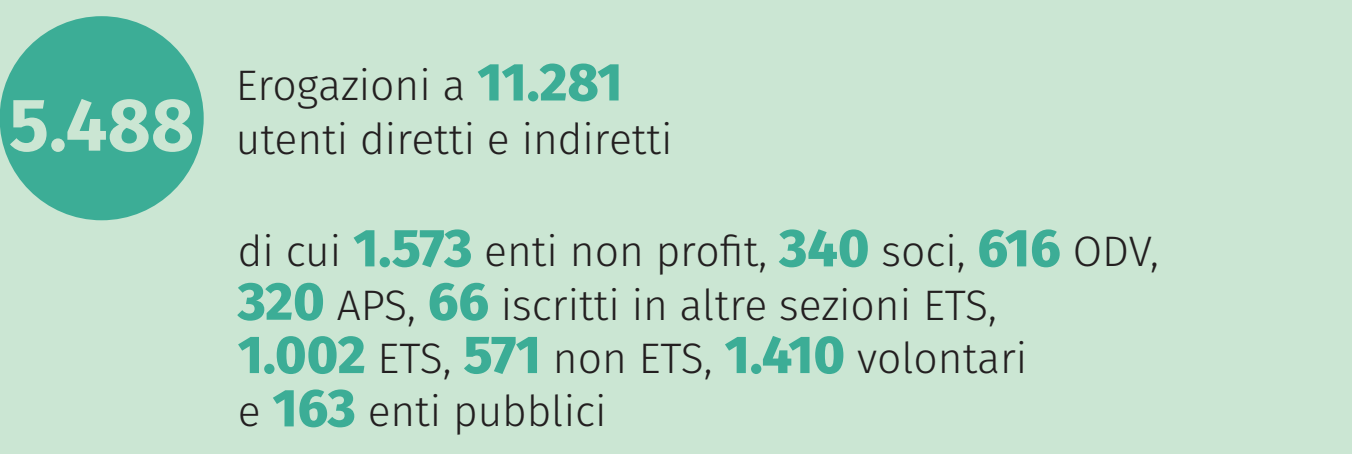 5.488
Erogazioni a 11.281
utenti diretti e indiretti
di cui 1.573 enti non profit, 340 soci, 616 ODV,
320 APS, 66 iscritti in altre sezioni ETS,
1.002 ETS, 571 non ETS, 1.410 volontari
e 163 enti pubblici